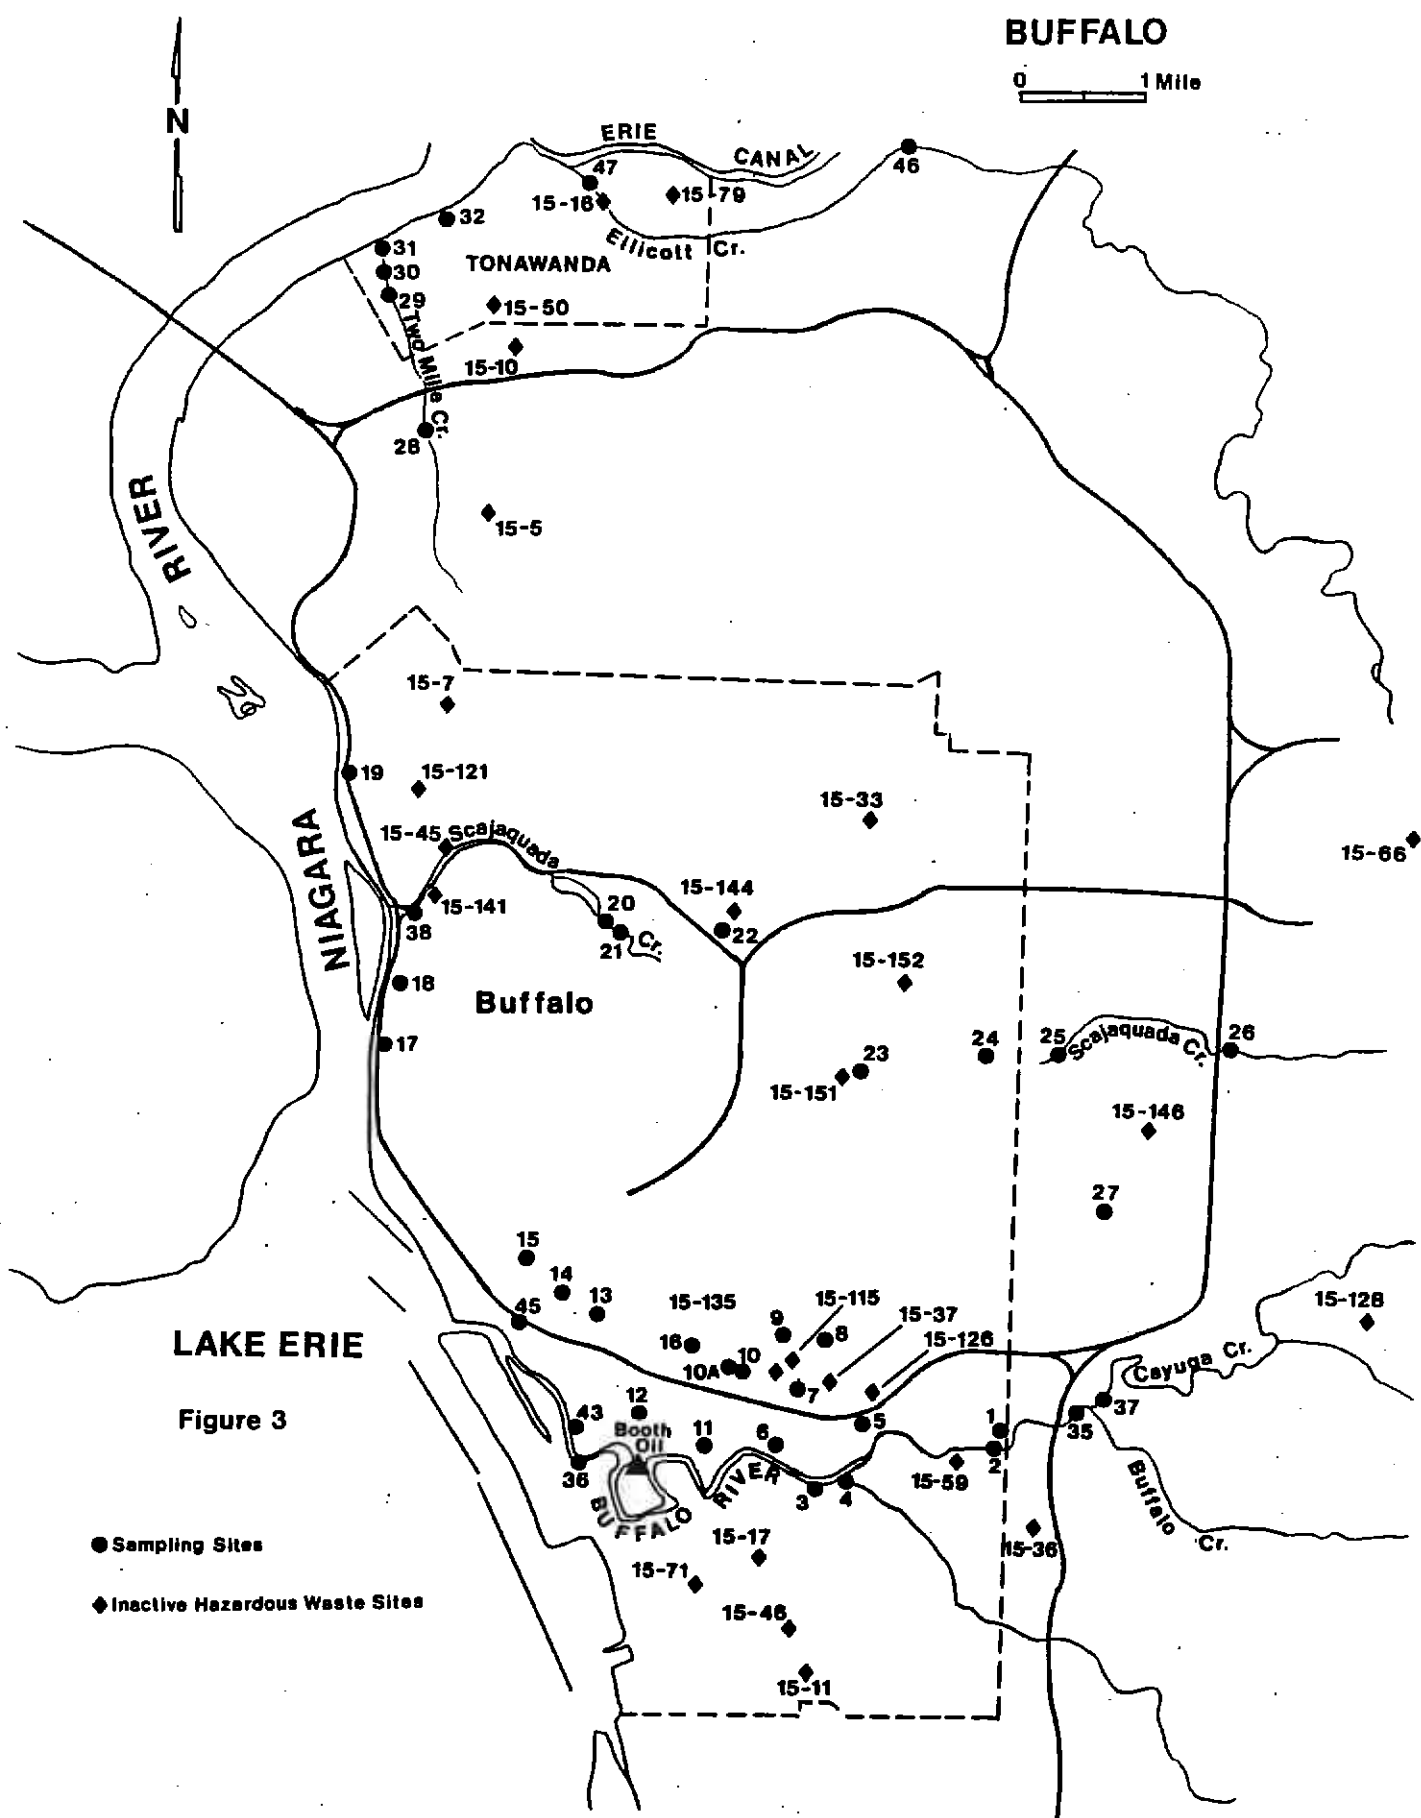 BUFFALO
0 1 Mile
N
ERIE
CANAL
46
47
15-16
15-79
32
Ellicott Cr.
31
30
29
TONAWANDA
15-50
Two Mile Cr.
15-10
28
RIVER
15-5
15-7
19
15-121
15-33
NIAGARA
15-45
Scajaquada
15-66
15-141
38
15-144
20
22
21
Cr.
15-152
18
Buffalo
17
24
25
Scajaquada Cr.
26
23
15-151
15-146
27
15
14
13
45
15-135
9
15-115
8
15-37
15-126
15-128
LAKE ERIE
16
10
10A
7
Cayuga Cr.
37
Figure 3
12
43
Booth
Oil
11
6
5
1
35
36
2
RIVER
15-59
3
4
BUFFALO
Buffalo
Cr.
15-17
15-36
Sampling Sites
15-71
Inactive Hazardous Waste Sites
15-46
15-11